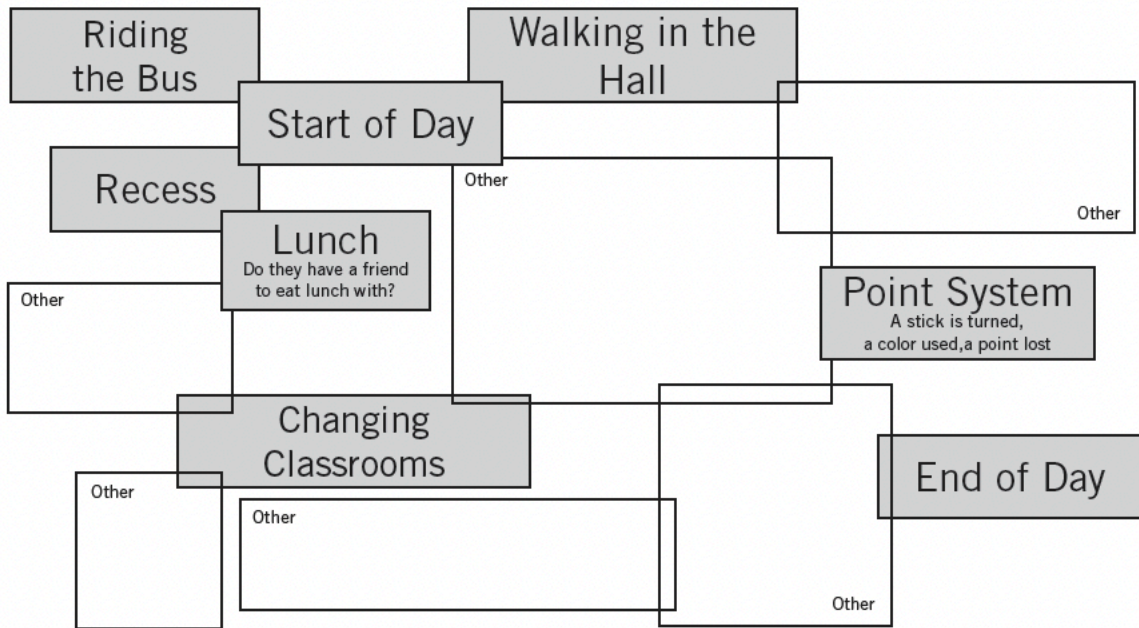 Riding
the Bus
Walking in the
Hall
Start of Day
Other
Recess
Other
Lunch
Do they have a friend
to eat lunch with?
Other
Point System
A stick is turned,
a color used,a point lost
Changing
Classrooms
End of Day
Other
Other
Other